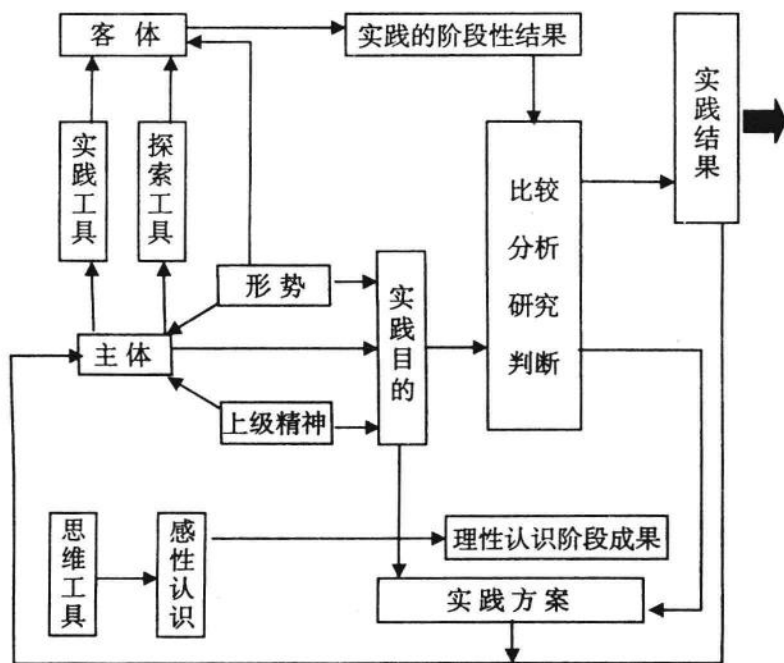 客 体
实践的阶段性结果
实践结果
实践工具
探索工具
比较
分析
研究
判断
形 势
实践目的
主体
上级精神
思维工具
感性认识
理性认识阶段成果
实践方案